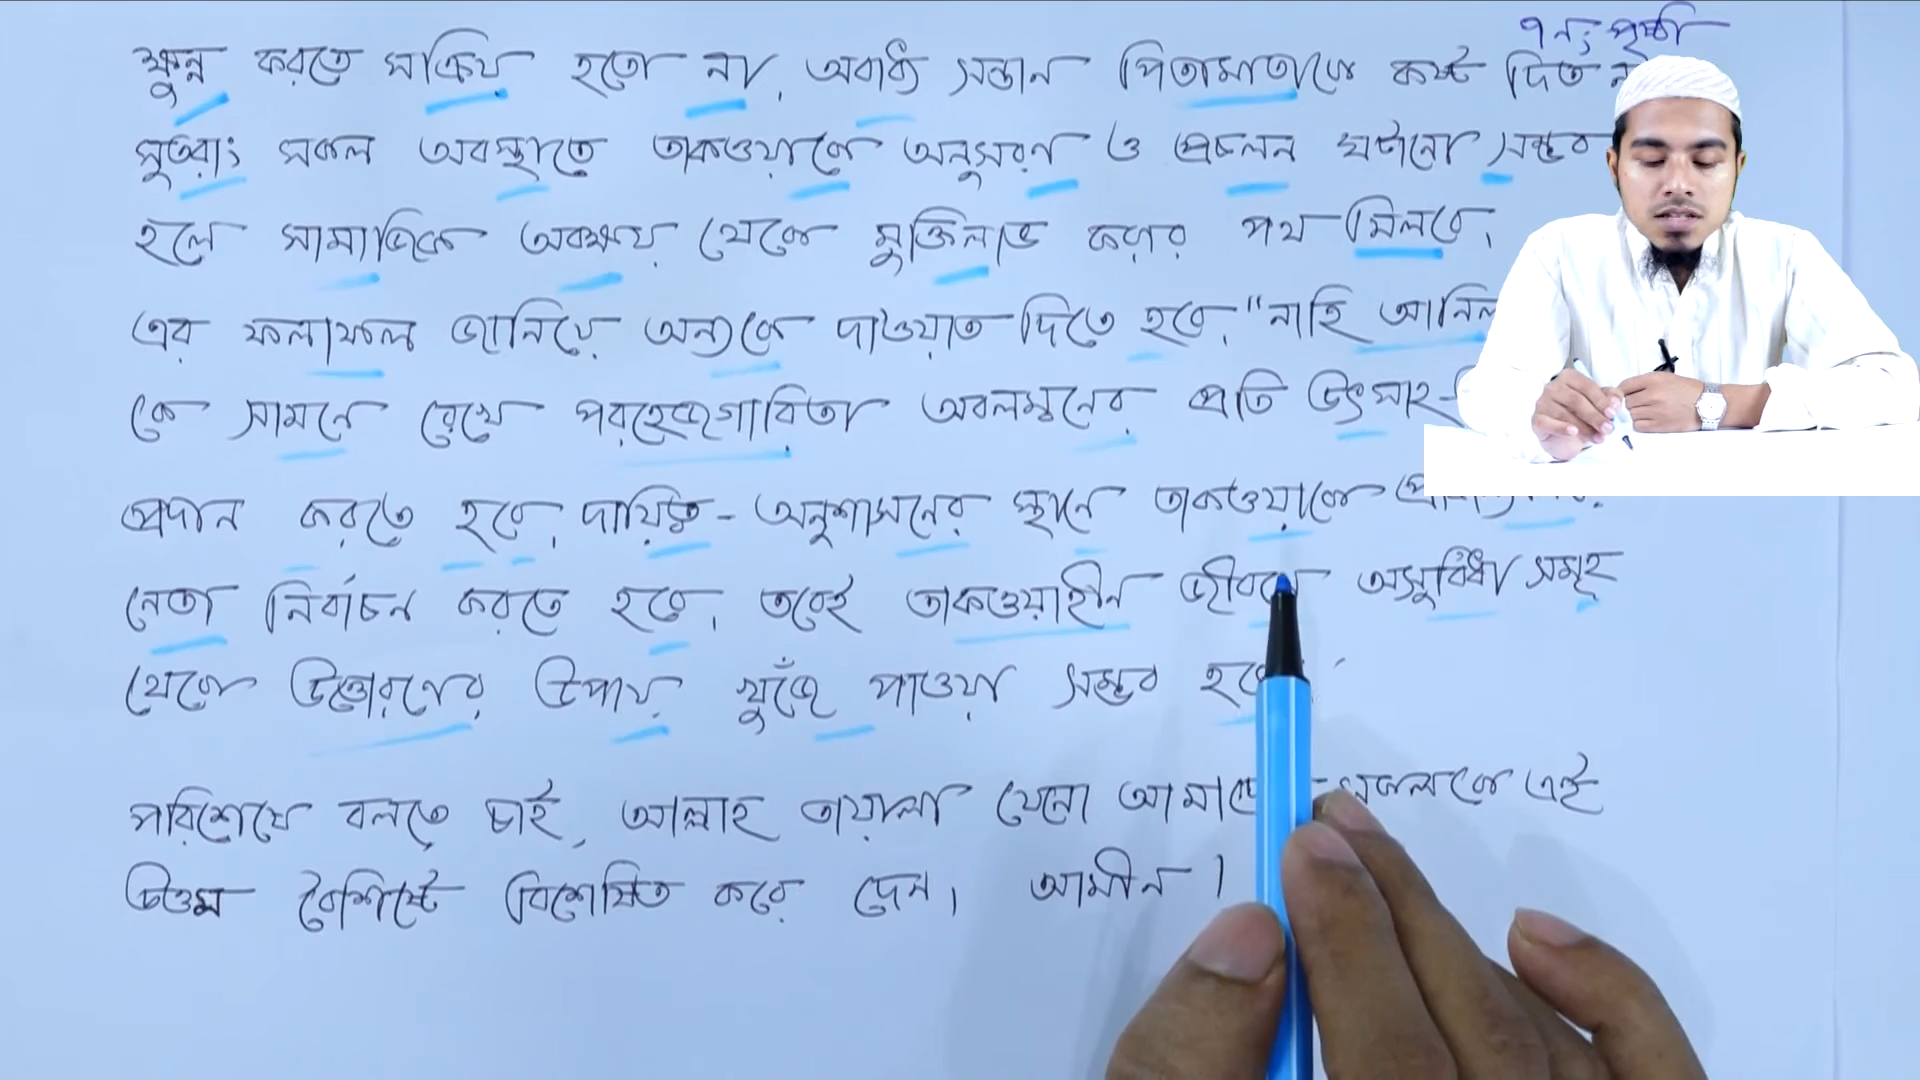 ৭ নং পৃষ্ঠা
ক্ষুন্ন করতে সক্রিয় হতো না, অবাধ্য সন্তান পিতামাতাকে কষ্ট দিত
সুতরাং সকল অবস্থাতে তাকওয়াকে অনুসরণ ও প্রচলন ঘটানো সম্ভব
হলে সামাজিক অবক্ষয় থেকে মুক্তিলাভ করার পথ মিলবে,
এর ফলাফল জানিয়ে অন্যকে দাওয়াত দিতে হবে, "নাহি আনিল
কে সামনে রেখে পরহেজগারিতা অবলম্বনের প্রতি উৎসাহ-
প্রদান করতে হবে, দায়িত্ব - অনুশাসনের স্থানে তাকওয়াকে
নেতা নির্বাচন করতে হবে, তবেই তাকওয়াহীন জীবনে অসুবিধা সমূহ
থেকে উত্তোরণের উপায় খুঁজে পাওয়া সম্ভব হবে
পরিশেষে বলতে চাই, আল্লাহ তায়ালা যেনো সকলকে এই
উত্তম বৈশিষ্টে বিশেষিত করে দেন। আমীন।